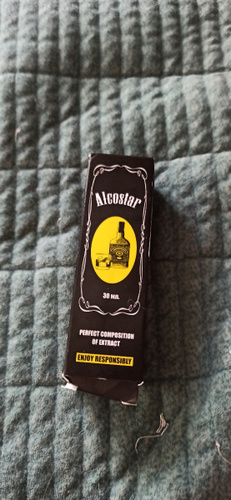 Alcostar
30 ML
PERFECT COMPOSITION
OF EXTRACT
ENJOY RESPONSIBLY